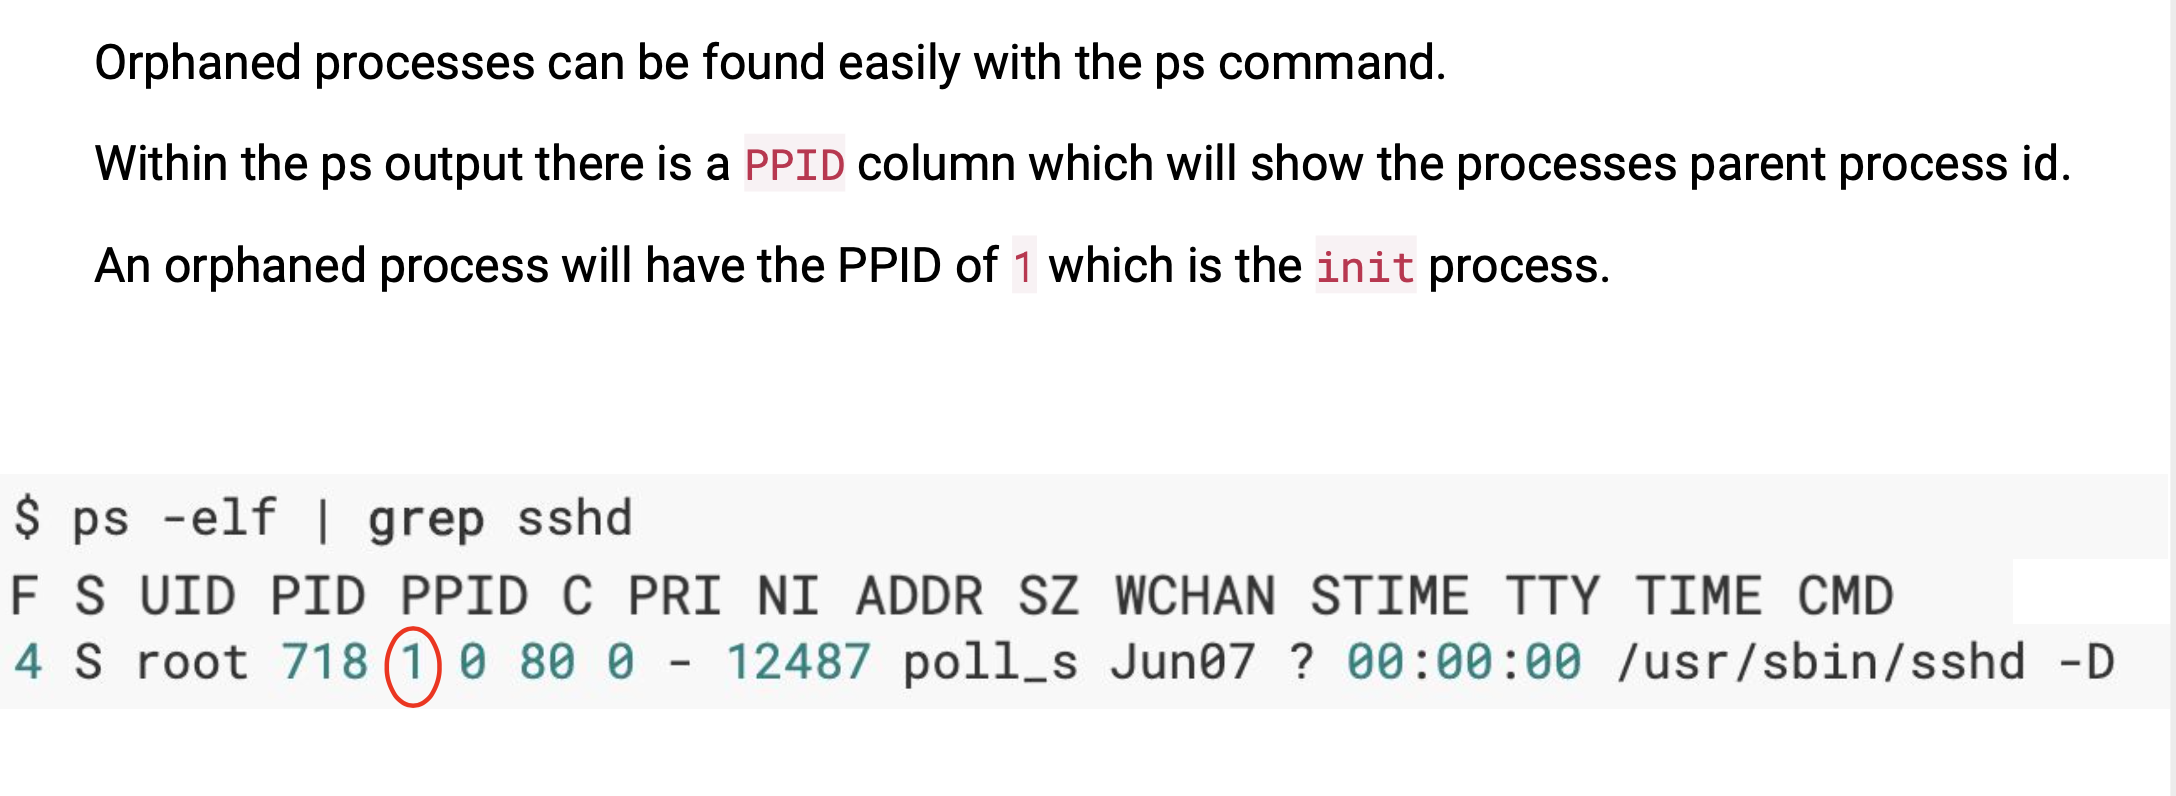 Orphaned processes can be found easily with the ps command.
Within the ps output there is a PPID column which will show the processes parent process id.
An orphaned process will have the PPID of 1 which is the init process.
$ ps -elf | grep sshd
F S UID PID PPID C PRI NI ADDR SZ WCHAN STIME TTY TIME CMD
4 S root 718 1 0 80 0 - 12487 poll_s Jun07 ? 00:00:00 /usr/sbin/sshd -D